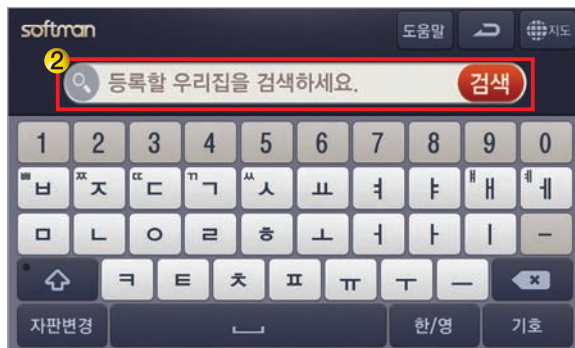 softman 도움말 지도
2
등록할 우리집을 검색하세요. 검색
1 2 3 4 5 6 7 8 9 0
ㅃ ㅂ ㅉ ㅈ ㄸ ㄷ ㄲ ㄱ ㅆ ㅅ ㅛ ㅕ ㅑ ㅒ ㅐ ㅖ ㅔ
ㅁ ㄴ ㅇ ㄹ ㅎ ㅗ ㅓ ㅏ ㅣ -
ㅋ ㅌ ㅊ ㅍ ㅠ ㅜ ㅡ
자판변경 한/영 기호